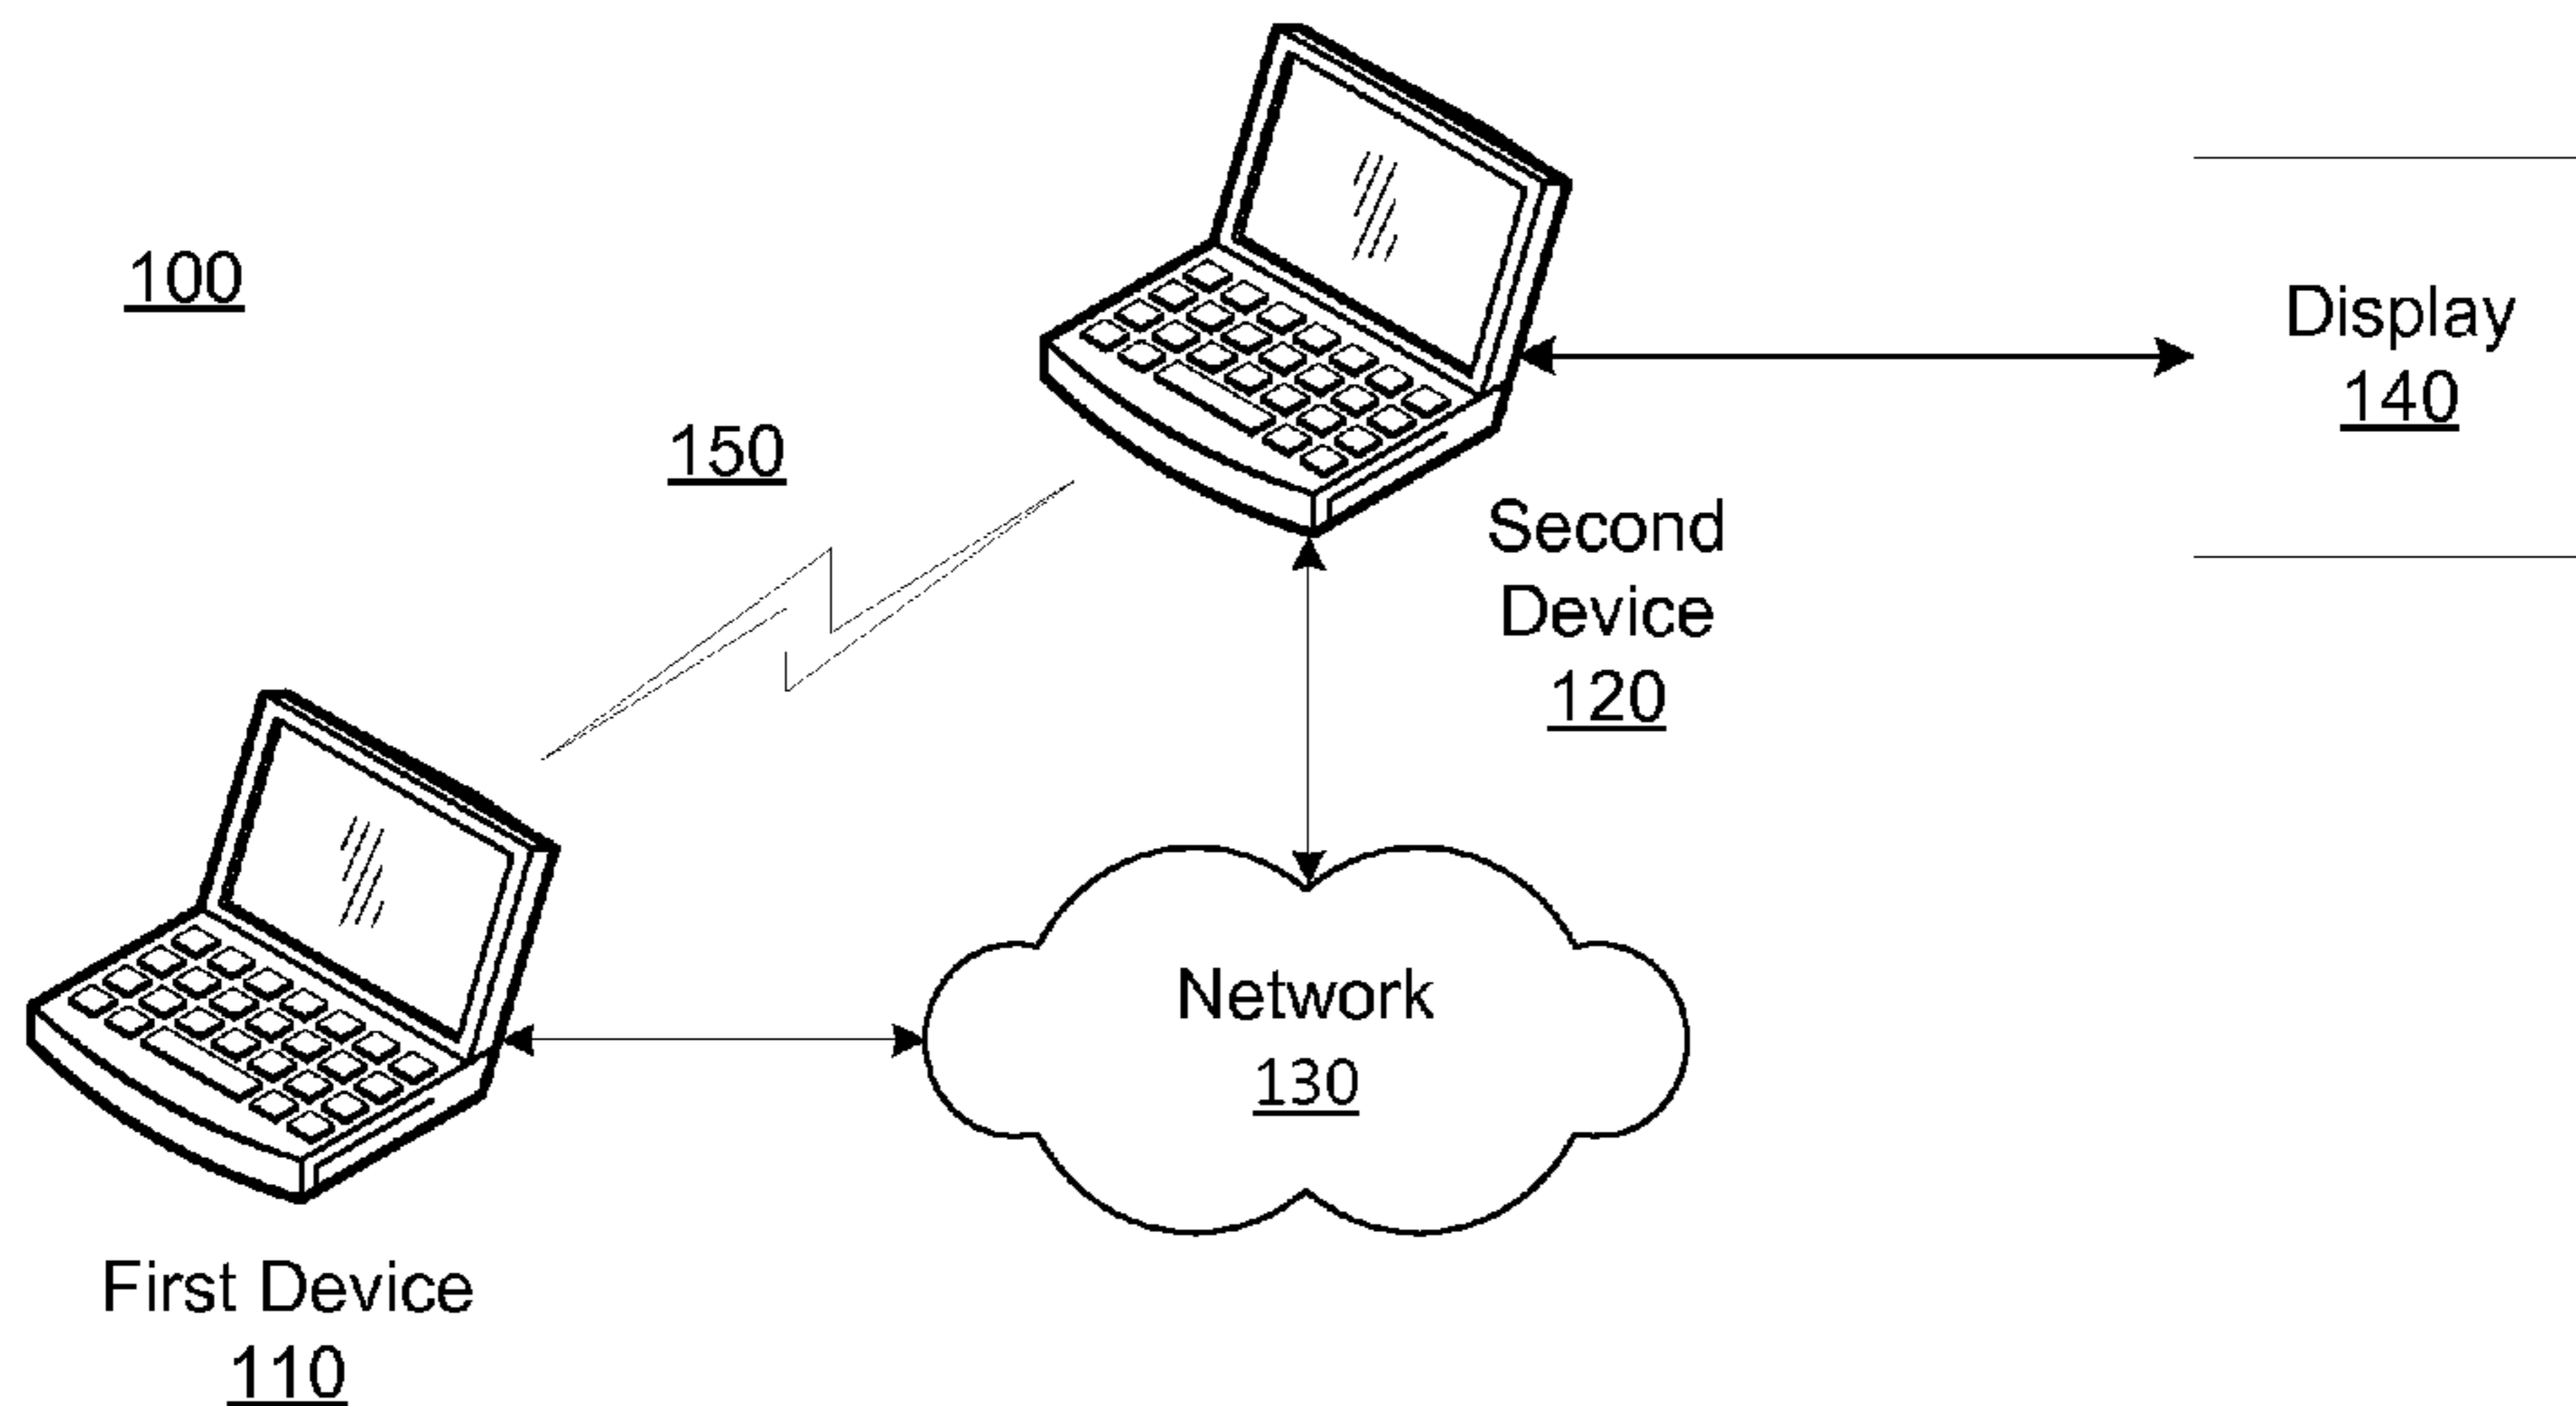 100
Display
140
150
Second
Device
120
Network
130
First Device
110